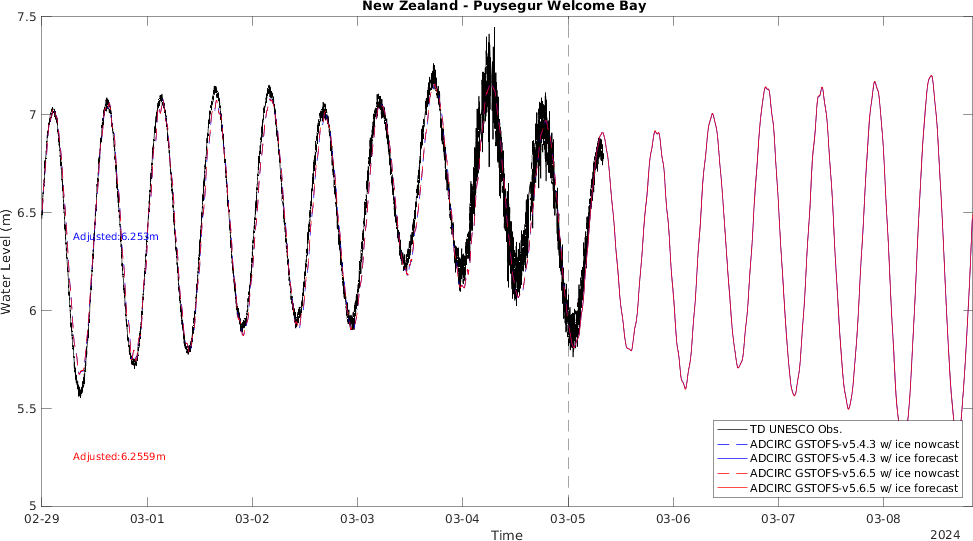 New Zealand - Puysegur Welcome Bay
7.5
7
6.5
6
5.5
5
Water Level (m)
Adjusted:6.253m
Adjusted:6.2559m
TD UNESCO Obs.
ADCIRC GSTOFS-v5.4.3 w/ ice nowcast
ADCIRC GSTOFS-v5.4.3 w/ ice forecast
ADCIRC GSTOFS-v5.6.5 w/ ice nowcast
ADCIRC GSTOFS-v5.6.5 w/ ice forecast
02-29 03-01 03-02 03-03 03-04 03-05 03-06 03-07 03-08
Time
2024